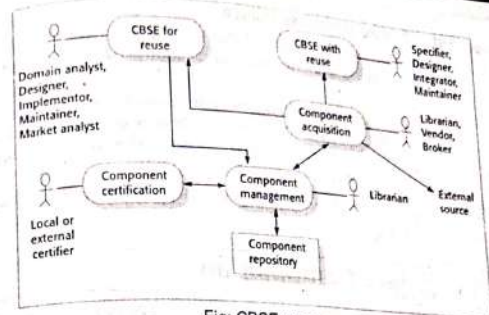 CBSE for
reuse
Domain analyst,
Designer,
Implementor,
Maintainer,
Market analyst
CBSE with
reuse
Specifier,
Designer,
Integrator,
Maintainer
Component
acquisition
Librarian,
Vendor,
Broker
Component
certification
Local or
external
certifier
Component
management
Librarian
External
source
Component
repository
Fig: CBSE